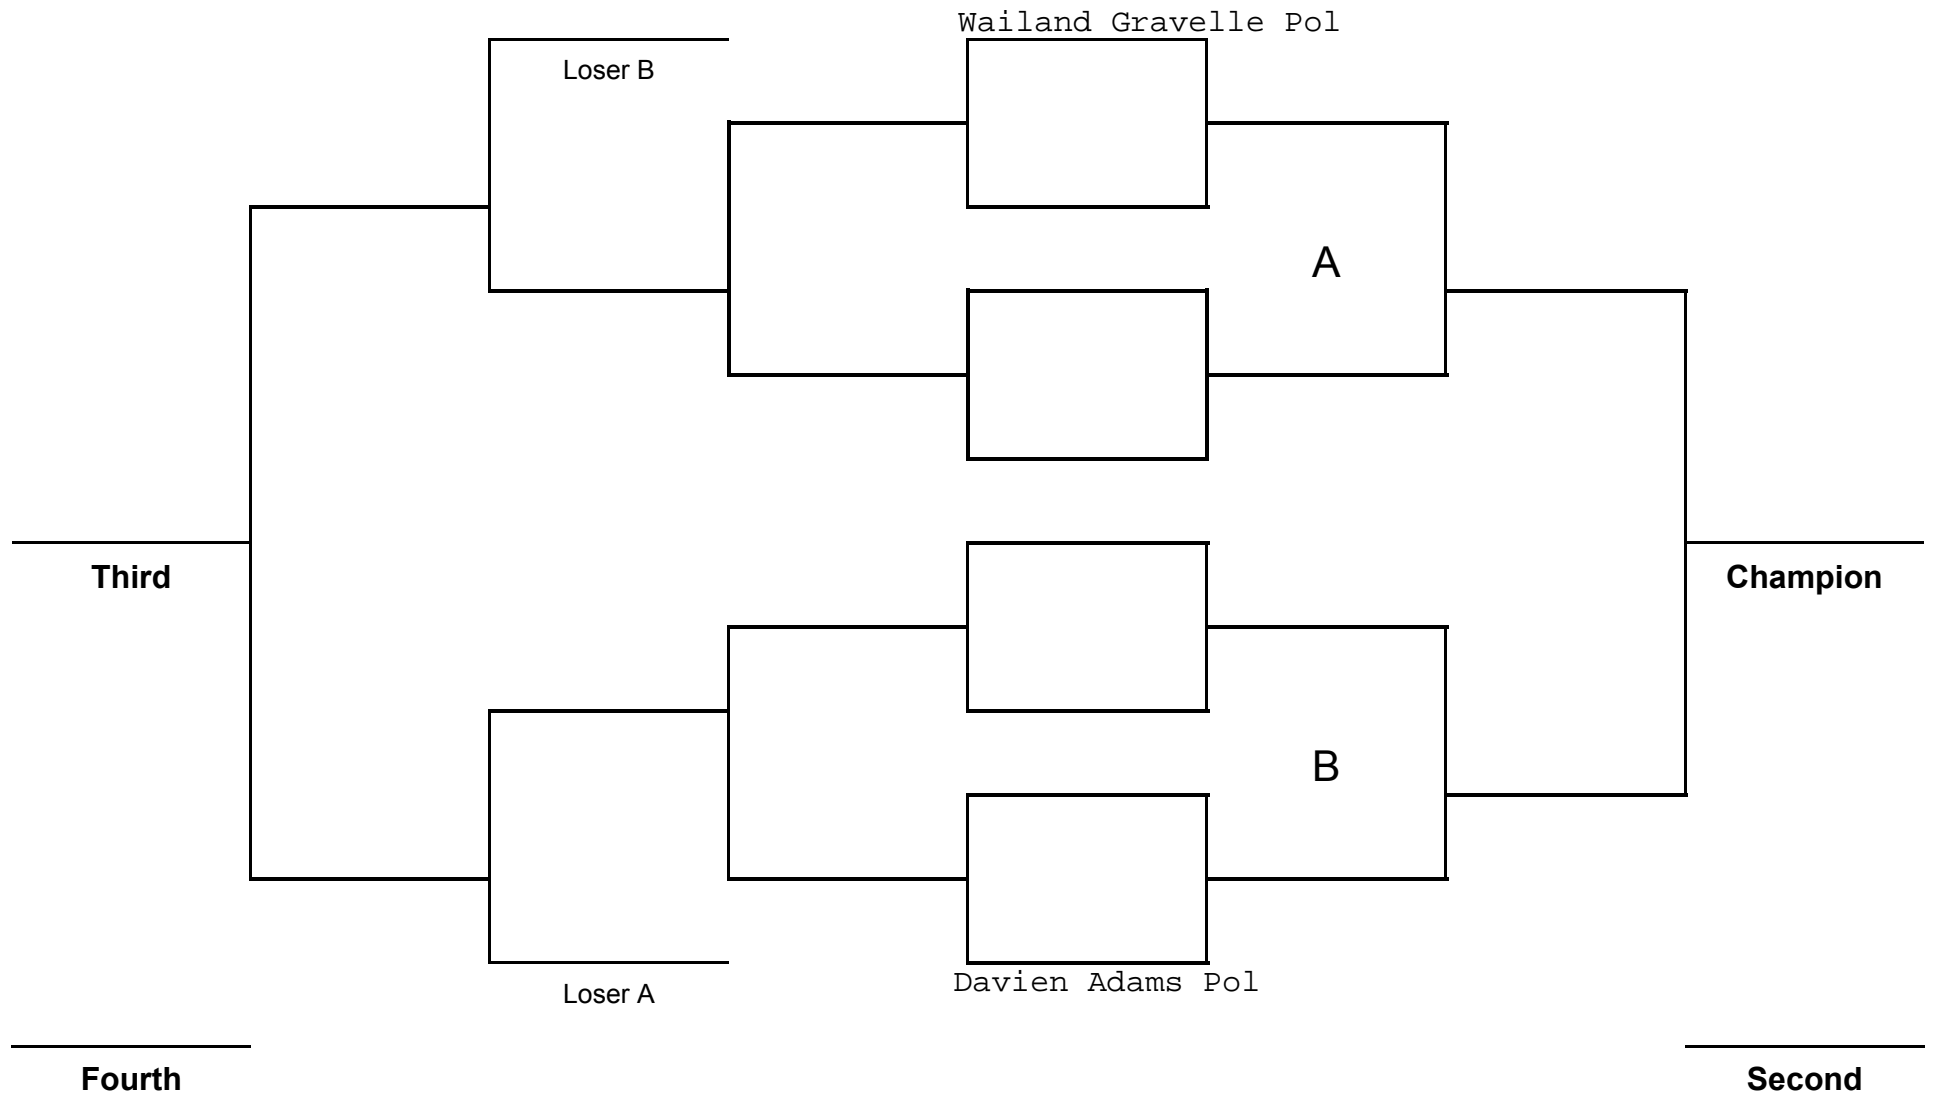 Wailand Gravelle Pol
Loser B
A
Third
Champion
B
Davien Adams Pol
Loser A
Fourth
Second